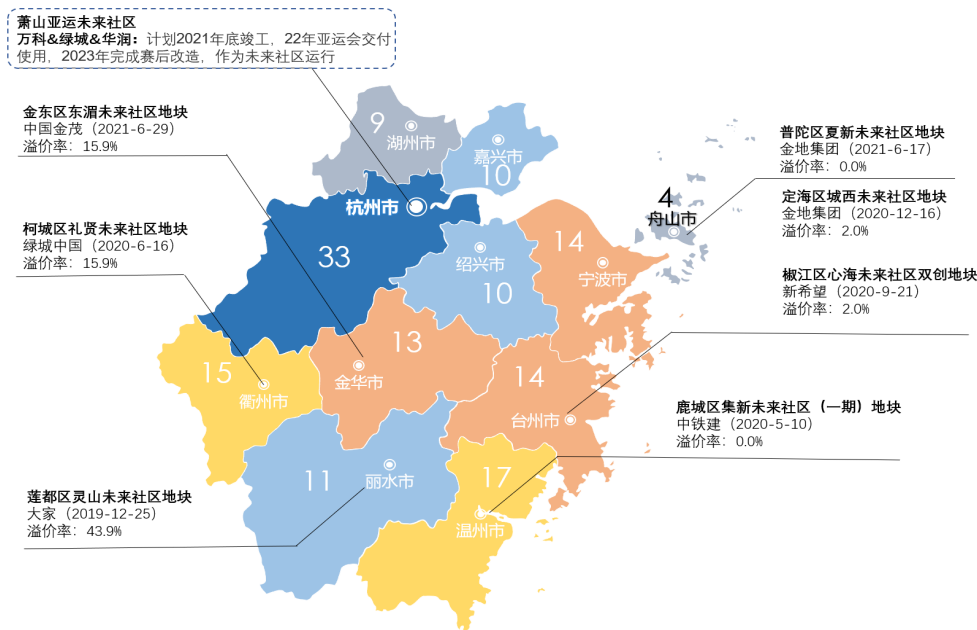 萧山亚运未来社区
万科&绿城&华润：计划2021年底竣工，22年亚运会交付
使用，2023年完成赛后改造，作为未来社区运行
金东区东湄未来社区地块
中国金茂（2021-6-29）
溢价率：15.9%
柯城区礼贤未来社区地块
绿城中国（2020-6-16）
溢价率：15.9%
莲都区灵山未来社区地块
大家（2019-12-25）
溢价率：43.9%
9
湖州市
嘉兴市
10
杭州市
33
绍兴市
10
14
宁波市
4
舟山市
15
衢州市
13
金华市
14
台州市
11
丽水市
17
温州市
普陀区夏新未来社区地块
金地集团（2021-6-17）
溢价率：0.0%
定海区城西未来社区地块
金地集团（2020-12-16）
溢价率：2.0%
椒江区心海未来社区双创地块
新希望（2020-9-21）
溢价率：2.0%
鹿城区集新未来社区（一期）地块
中铁建（2020-5-10）
溢价率：0.0%